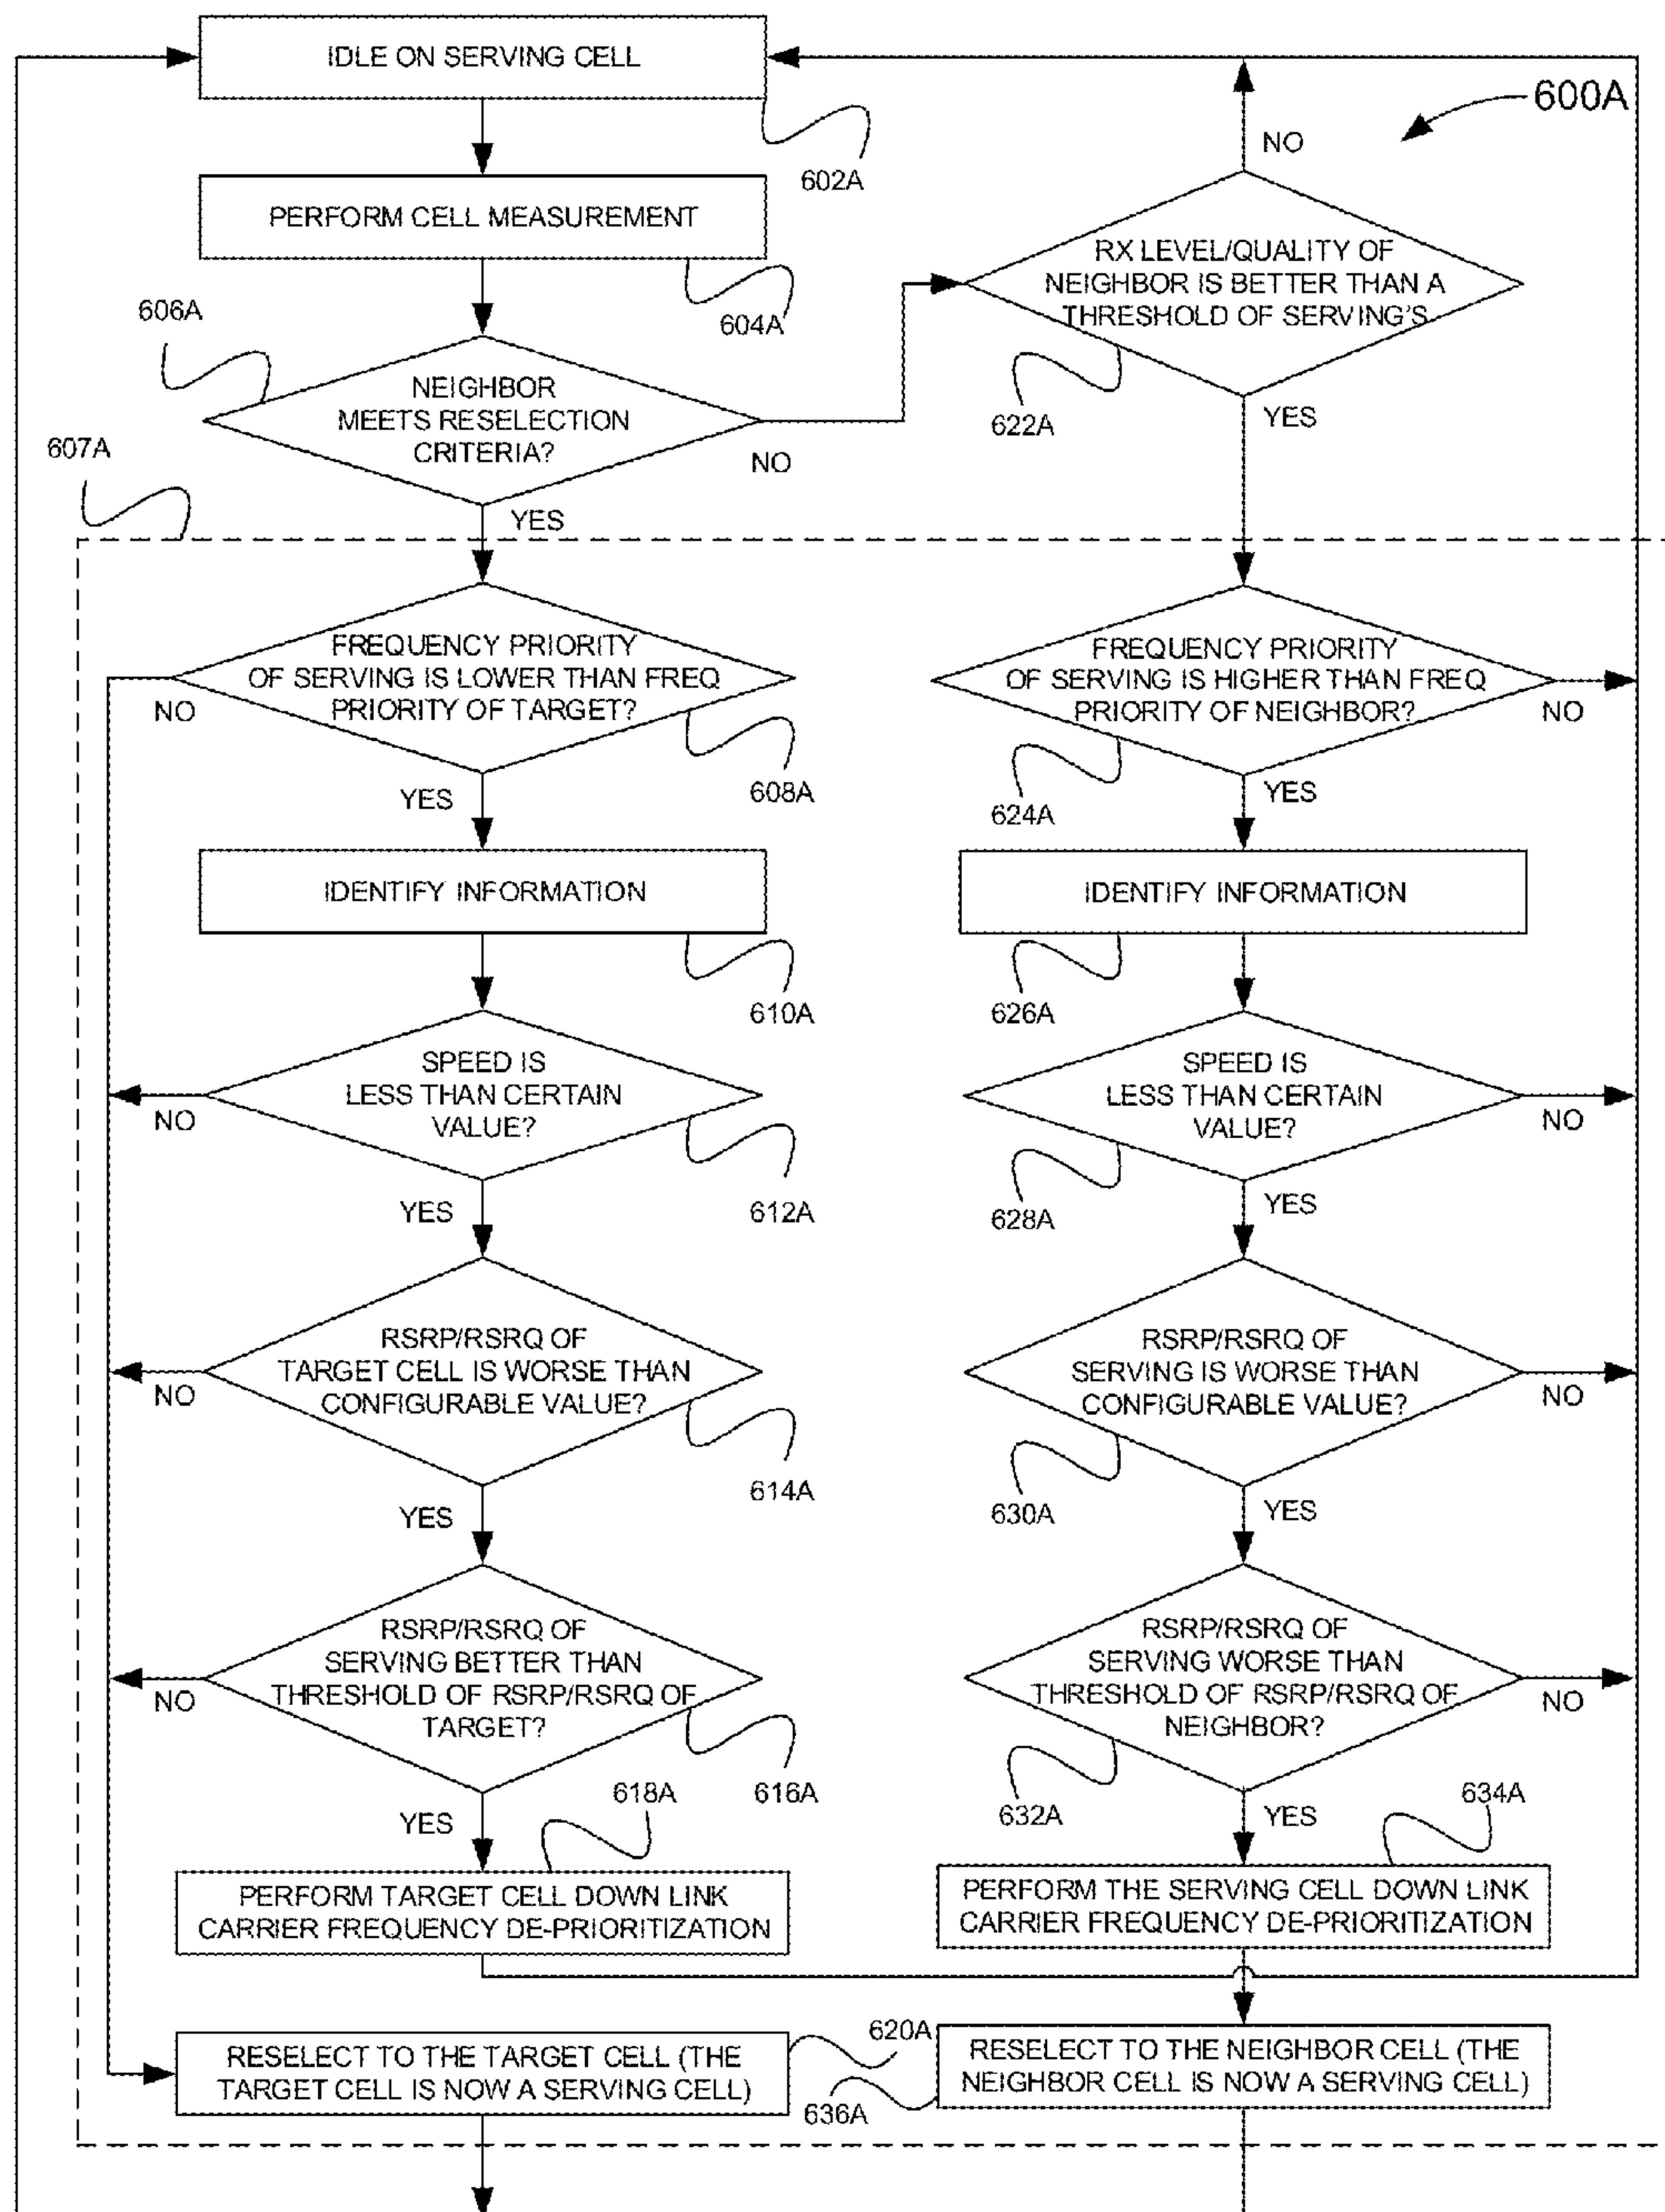 IDLE ON SERVING CELL
600A
NO
602A
PERFORM CELL MEASUREMENT
RX LEVEL/QUALITY OF
NEIGHBOR IS BETTER THAN A
THRESHOLD OF SERVING'S
604A
606A
NEIGHBOR
MEETS RESELECTION
CRITERIA?
622A
YES
607A
NO
YES
FREQUENCY PRIORITY
OF SERVING IS LOWER THAN FREQ
PRIORITY OF TARGET?
NO
FREQUENCY PRIORITY
OF SERVING IS HIGHER THAN FREQ
PRIORITY OF NEIGHBOR?
NO
YES
608A
624A
YES
IDENTIFY INFORMATION
IDENTIFY INFORMATION
610A
626A
SPEED IS
LESS THAN CERTAIN
VALUE?
NO
SPEED IS
LESS THAN CERTAIN
VALUE?
NO
YES
612A
628A
YES
RSRP/RSRQ OF
TARGET CELL IS WORSE THAN
CONFIGURABLE VALUE?
NO
RSRP/RSRQ OF
SERVING IS WORSE THAN
CONFIGURABLE VALUE?
NO
614A
YES
630A
YES
RSRP/RSRQ OF
SERVING BETTER THAN
THRESHOLD OF RSRP/RSRQ OF
TARGET?
NO
RSRP/RSRQ OF
SERVING WORSE THAN
THRESHOLD OF RSRP/RSRQ OF
NEIGHBOR?
NO
618A
616A
YES
632A
YES
634A
PERFORM TARGET CELL DOWN LINK
CARRIER FREQUENCY DE-PRIORITIZATION
PERFORM THE SERVING CELL DOWN LINK
CARRIER FREQUENCY DE-PRIORITIZATION
RESELECT TO THE TARGET CELL (THE
TARGET CELL IS NOW A SERVING CELL)
620A
636A
RESELECT TO THE NEIGHBOR CELL (THE
NEIGHBOR CELL IS NOW A SERVING CELL)